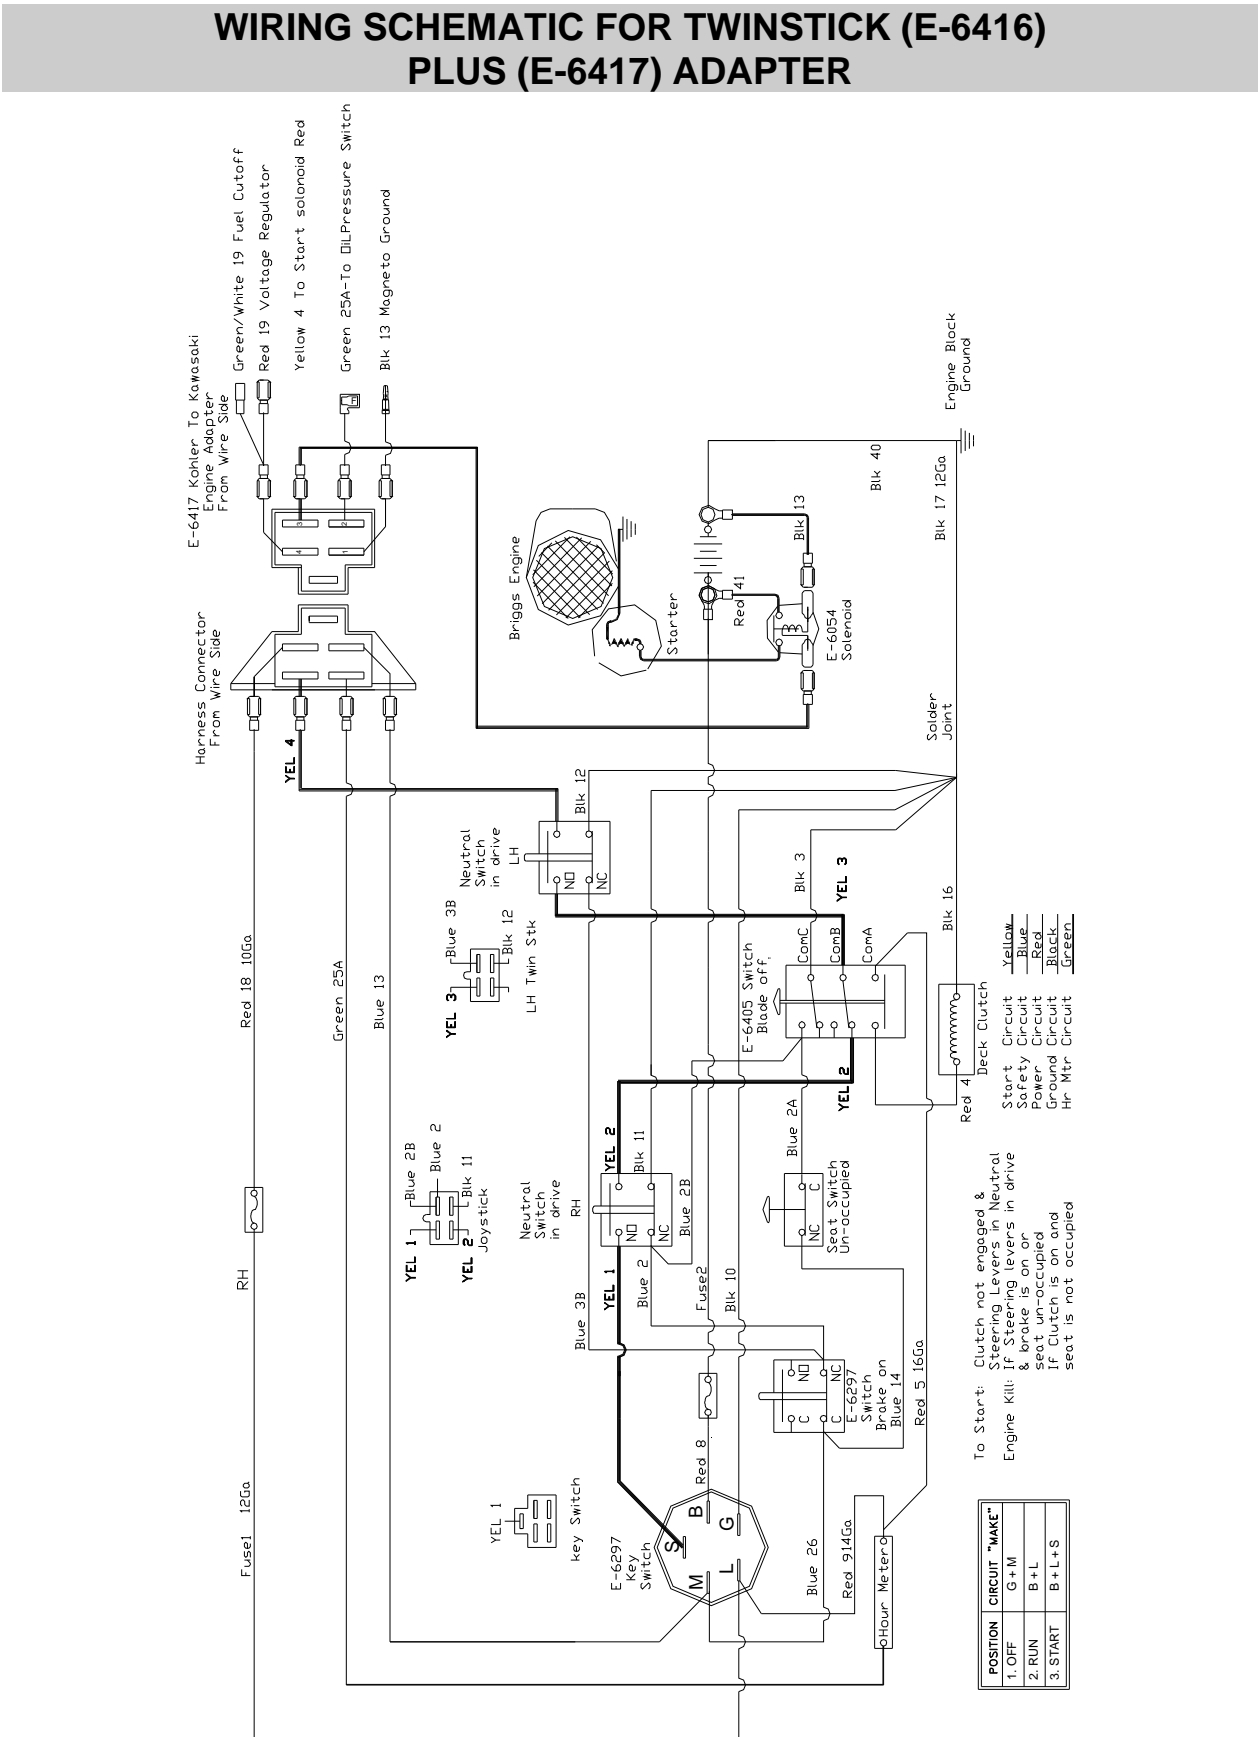 WIRING SCHEMATIC FOR TWINSTICK (E-6416)
PLUS (E-6417) ADAPTER
E-6417 Kohler To Kawasaki
Engine Adapter
From Wire Side
Green/White 19 Fuel Cutoff
Red 19 Voltage Regulator
Yellow 4 To Start solonoid Red
Green 25A-To OiLPressure Switch
Blk 13 Magneto Ground
4
3
2
1
F
Harness Connector
From Wire Side
Briggs Engine
Starter
Red 41
Blk 13
E-6054
Solenoid
Blk 40
Engine Block
Ground
Blk 17 12Ga
Solder
Joint
YEL 4
Red 18 10Ga
Green 25A
Blue 13
Neutral
Switch
in drive
LH
NO
NC
Blk 12
Blue 3B
Blk 12
YEL 3
LH Twin Stk
Blk 3
YEL 3
Blk 16
E-6405 Switch
Blade off,
ComC
ComB
ComA
YEL 2
Deck Clutch
Red 4
Start Circuit Yellow
Safety Circuit Blue
Power Circuit Red
Ground Circuit Black
Hr Mtr Circuit Green
RH
Fuse1 12Ga
Blue 2B
Blue 2
YEL 1
YEL 2
Blk 11
Joystick
Neutral
Switch
in drive
RH
NO
NC
YEL 2
Blk 11
Blue 2B
Blue 2A
C
NC
Seat Switch
Un-occupied
Blue 3B
YEL 1
Blue 2
Fuse2
Blk 10
NO
NC
C
C
E-6297
Switch
Brake on
Blue 14
Red 5 16Ga
Red 8
YEL 1
key Switch
E-6297
Key
Switch
S
B
M
G
L
Blue 26
Red 914Ga
Hour Meter
To Start: Clutch not engaged &
Steering Levers in Neutral
Engine Kill: If Steering levers in drive
& brake is on or
seat un-occupied
If Clutch is on and
seat is not occupied
POSITION CIRCUIT "MAKE"
1. OFF G + M
2. RUN B + L
3. START B + L + S